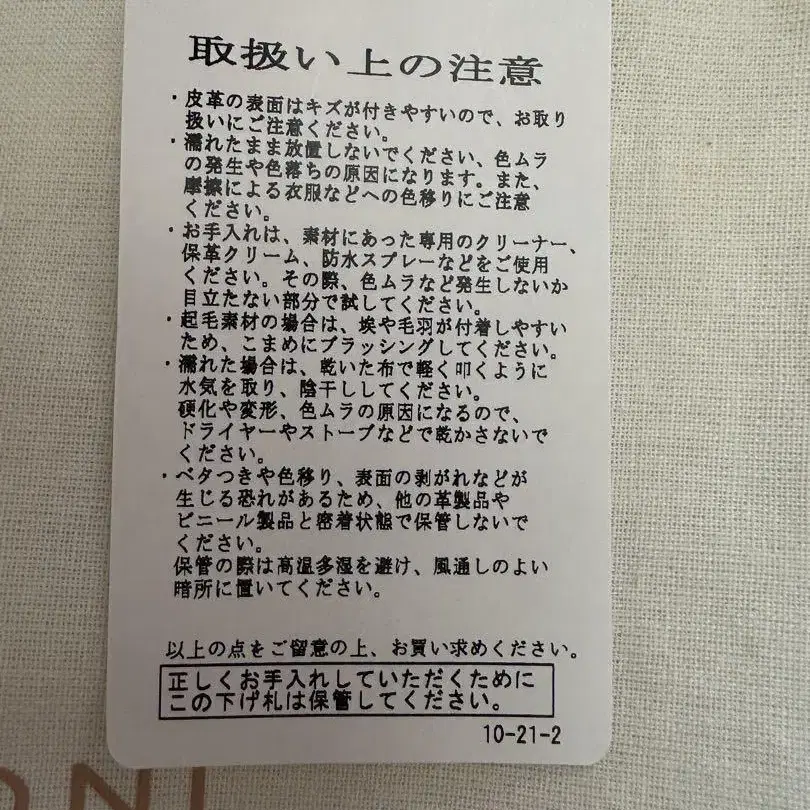 取扱い上の注意
・皮革の表面はキズが付きやすいので、お取り
扱いにご注意ください。
・濡れたまま放置しないでください、色ムラ
の発生や色落ちの原因になります。また、
摩擦による衣服などへの色移りにご注意
ください。
・お手入れは、素材にあった専用のクリーナー、
保革クリーム、防水スプレーなどをご使用
ください。その際、色ムラなど発生しないか
目立たない部分で試してください。
・起毛素材の場合は、埃や毛羽が付着しやすい
ため、こまめにブラッシングしてください。
・濡れた場合は、乾いた布で軽く叩くように
水気を取り、陰干ししてください。
硬化や変形、色ムラの原因になるので、
ドライヤーやストーブなどで乾かさないで
ください。
・ベタつきや色移り、表面の剥がれなどが
生じる恐れがあるため、他の革製品や
ビニール製品と密着状態で保管しないで
ください。
保管の際は高温多湿を避け、風通しのよい
暗所に置いてください。
以上の点をご留意の上、お買い求めください。
正しくお手入れしていただくために
この下げ札は保管してください。
10-21-2